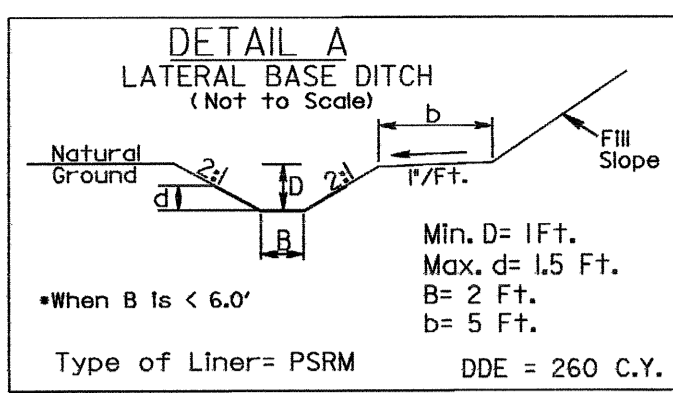 DETAIL A
LATERAL BASE DITCH
(Not to Scale)
b
Natural
Ground
2:1
D
2:1
1"/Ft.
Fill
Slope
d
B
Min. D= 1Ft.
Max. d= 1.5 Ft.
B= 2 Ft.
b= 5 Ft.
*When B is < 6.0'
Type of Liner= PSRM
DDE = 260 C.Y.